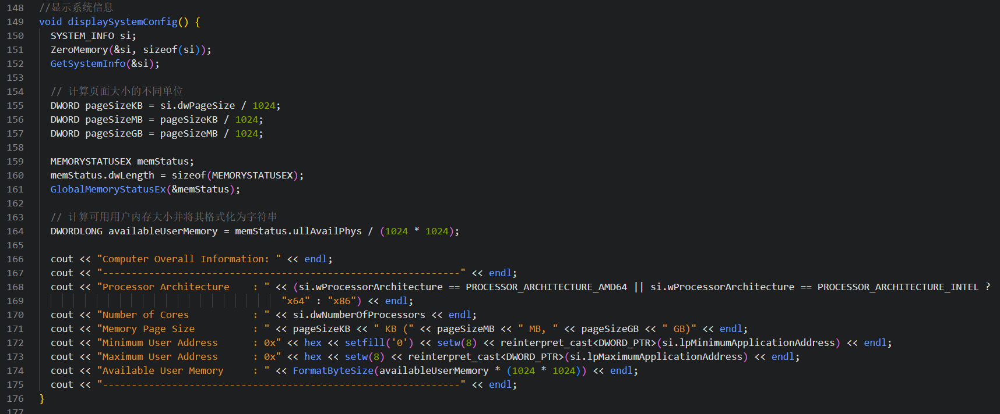 148 //显示系统信息
149 void displaySystemConfig() {
150 SYSTEM_INFO si;
151 ZeroMemory(&si, sizeof(si));
152 GetSystemInfo(&si);
153
154 // 计算页面大小的不同单位
155 DWORD pageSizeKB = si.dwPageSize / 1024;
156 DWORD pageSizeMB = pageSizeKB / 1024;
157 DWORD pageSizeGB = pageSizeMB / 1024;
158
159 MEMORYSTATUSEX memStatus;
160 memStatus.dwLength = sizeof(MEMORYSTATUSEX);
161 GlobalMemoryStatusEx(&memStatus);
162
163 // 计算可用用户内存大小并将其格式化为字符串
164 DWORDLONG availableUserMemory = memStatus.ullAvailPhys / (1024 * 1024);
165
166 cout << "Computer Overall Information: " << endl;
167 cout << "--------------------------------------------------------------" << endl;
168 cout << "Processor Architecture    : " << (si.wProcessorArchitecture == PROCESSOR_ARCHITECTURE_AMD64 || si.wProcessorArchitecture == PROCESSOR_ARCHITECTURE_INTEL ?
169 "x64" : "x86") << endl;
170 cout << "Number of Cores           : " << si.dwNumberOfProcessors << endl;
171 cout << "Memory Page Size          : " << pageSizeKB << " KB (" << pageSizeMB << " MB, " << pageSizeGB << " GB)" << endl;
172 cout << "Minimum User Address      : 0x" << hex << setfill('0') << setw(8) << reinterpret_cast<DWORD_PTR>(si.lpMinimumApplicationAddress) << endl;
173 cout << "Maximum User Address      : 0x" << hex << setw(8) << reinterpret_cast<DWORD_PTR>(si.lpMaximumApplicationAddress) << endl;
174 cout << "Available User Memory     : " << FormatByteSize(availableUserMemory * (1024 * 1024)) << endl;
175 cout << "--------------------------------------------------------------" << endl;
176 }
177